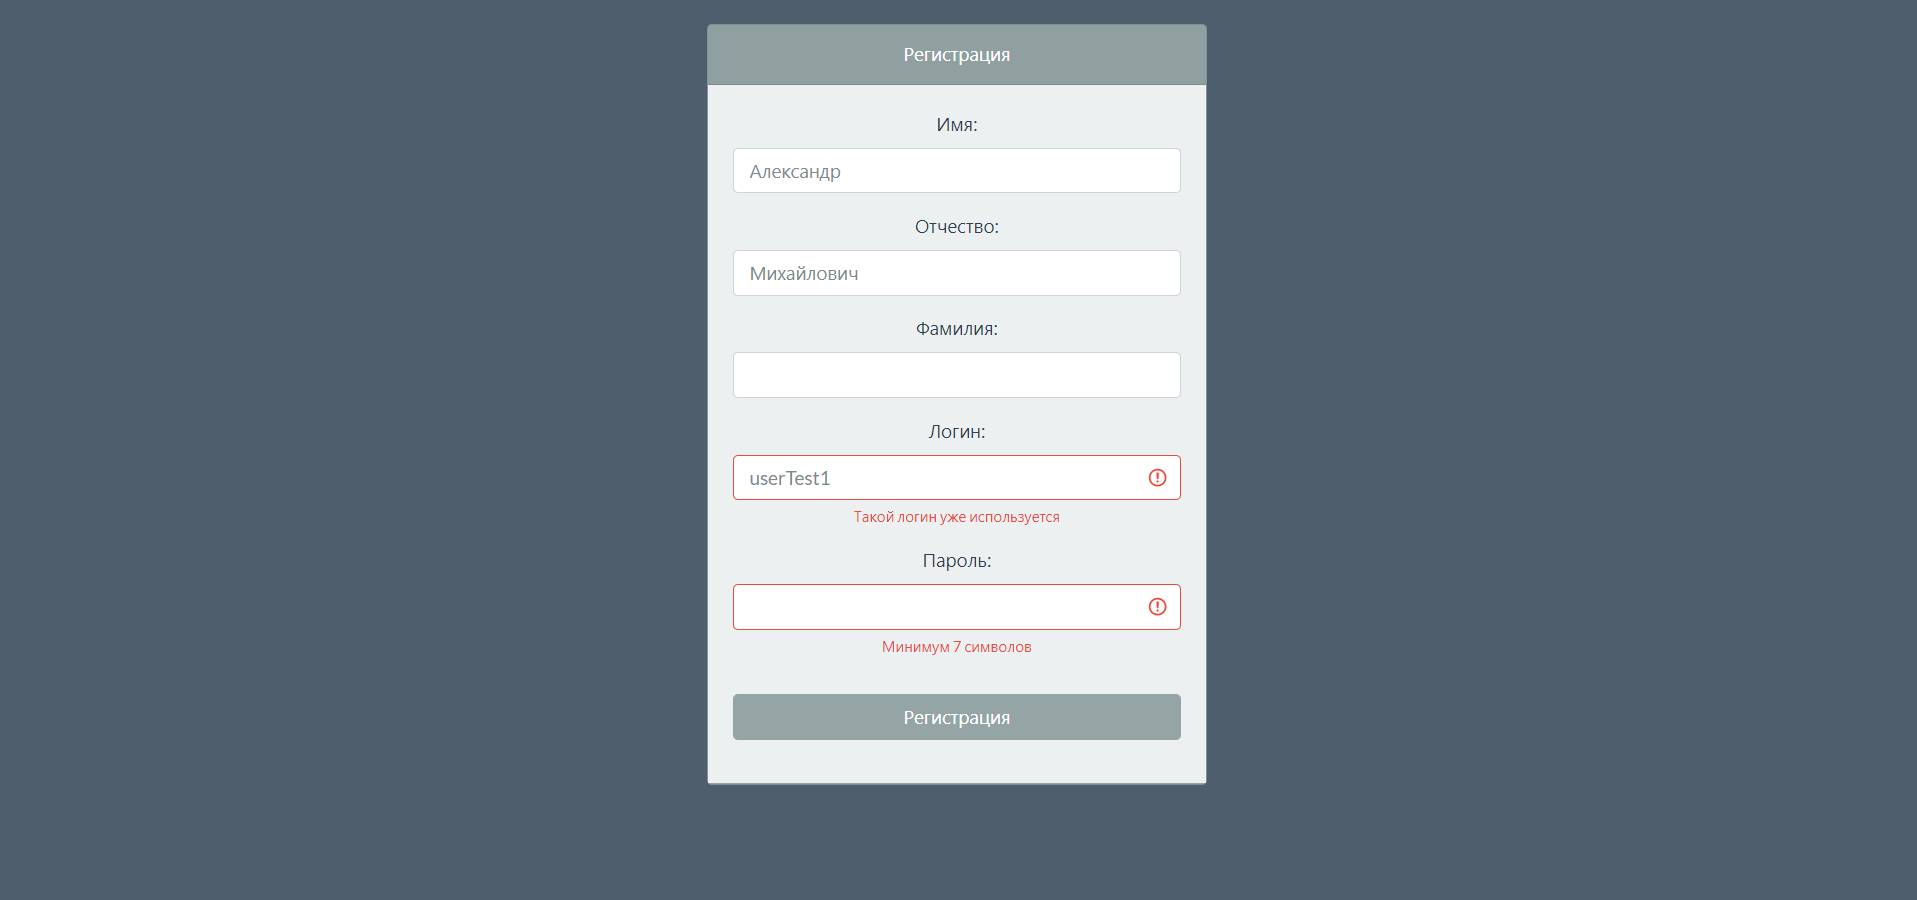 Регистрация
Имя:
Александр
Отчество:
Михайлович
Фамилия:
Логин:
userTest1
Такой логин уже используется
Пароль:
Минимум 7 символов
Регистрация